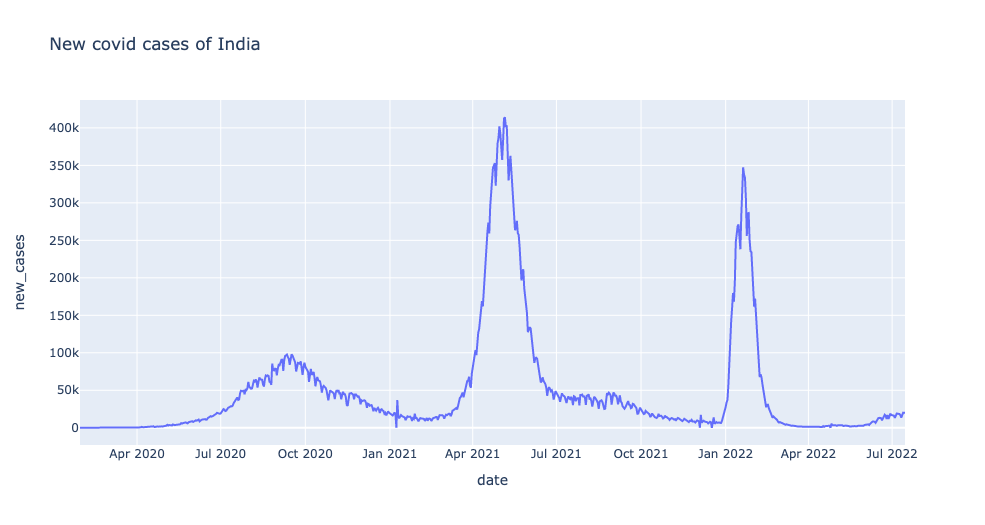 New covid cases of India
400k
350k
300k
250k
200k
150k
100k
50k
0
new_cases
Apr 2020 Jul 2020 Oct 2020 Jan 2021 Apr 2021 Jul 2021 Oct 2021 Jan 2022 Apr 2022 Jul 2022
date